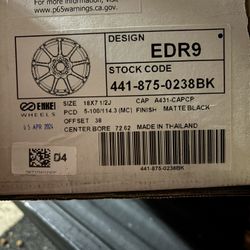 For more information, visit
www.P65Warnings.ca.gov
DESIGN
EDR9
STOCK CODE
441-875-0238BK
ENKEI
WHEELS
SIZE 18X7 1/2J CAP A431-CAPCP
PCD 5-100/114.3 (MC) FINISH MATTE BLACK
OFFSET 38
05 APR 2024
CENTER BORE 72.62 MADE IN THAILAND
D4
441-875-0238BK